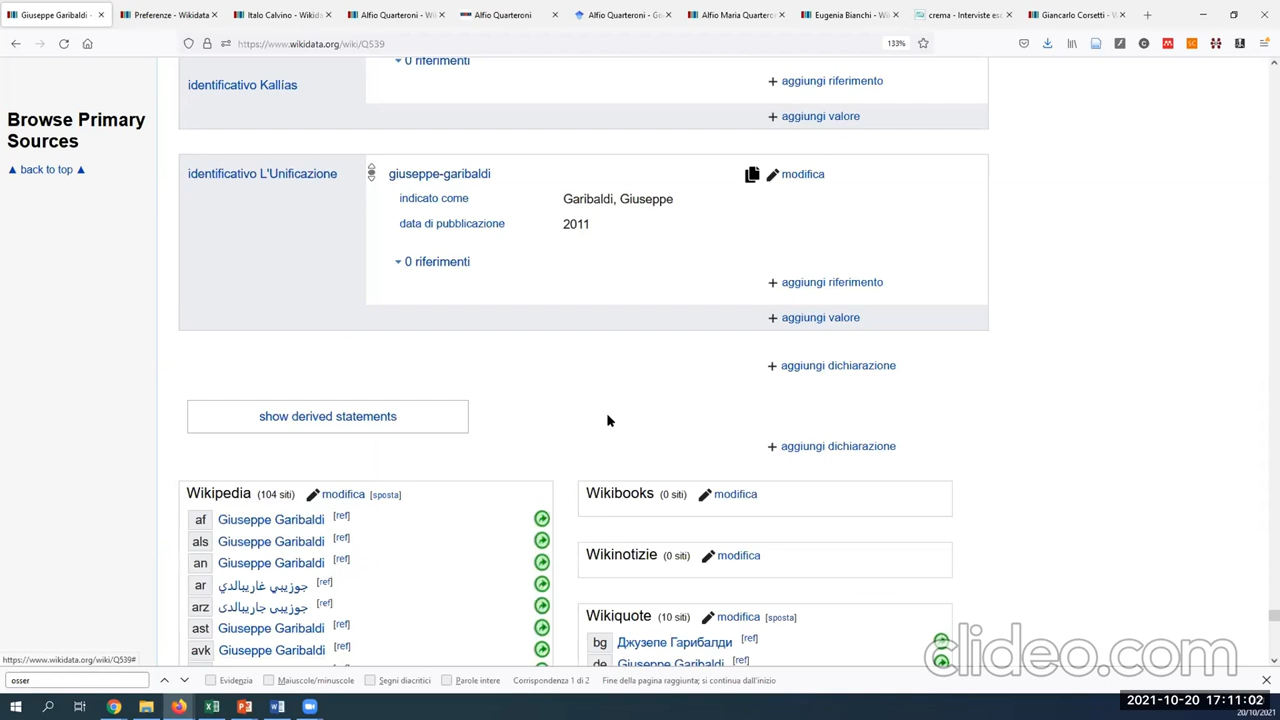 Giuseppe Garibaldi -
Preferenze - Wikidata
Italo Calvino - Wikidata
Alfio Quarteroni - Wik
Alfio Quarteroni
Alfio Quarteroni - Go
Alfio Maria Quarteron
Eugenia Bianchi - Wik
crema - Interviste es
Giancarlo Corsetti - W
https://www.wikidata.org/wiki/Q539
133%
0 riferimenti
identificativo Kallías
+ aggiungi riferimento
+ aggiungi valore
Browse Primary
Sources
▲ back to top ▲
identificativo L'Unificazione
giuseppe-garibaldi
modifica
indicato come
Garibaldi, Giuseppe
data di pubblicazione
2011
0 riferimenti
+ aggiungi riferimento
+ aggiungi valore
+ aggiungi dichiarazione
show derived statements
+ aggiungi dichiarazione
Wikipedia (104 siti) modifica [sposta]
af Giuseppe Garibaldi [ref]
als Giuseppe Garibaldi [ref]
an Giuseppe Garibaldi [ref]
ar جوزيبي غاريبالدي [ref]
arz جوزيبى جاريبالدى [ref]
ast Giuseppe Garibaldi [ref]
avk Giuseppe Garibaldi [ref]
Wikibooks (0 siti) modifica
Wikinotizie (0 siti) modifica
Wikiquote (10 siti) modifica [sposta]
bg Джузепе Гарибалди [ref]
de Giuseppe Garibaldi [ref]
clideo.com
https://www.wikidata.org/wiki/Q539#
osser
Evidenzia
Maiuscole/minuscole
Segni diacritici
Parole intere
Corrispondenza 1 di 2
Fine della pagina raggiunta; si continua dall'inizio
2021-10-20 17:11:02
20/10/2021